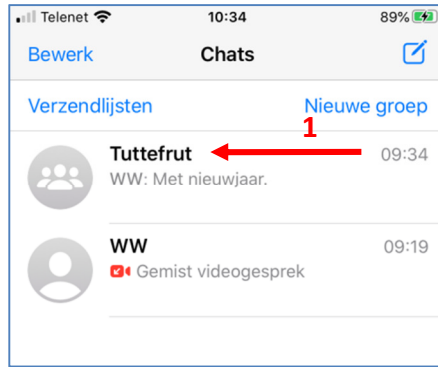 Telenet 10:34 89%
Bewerk Chats
Verzendlijsten Nieuwe groep
1
Tuttefrut 09:34
WW: Met nieuwjaar.
WW 09:19
Gemist videogesprek